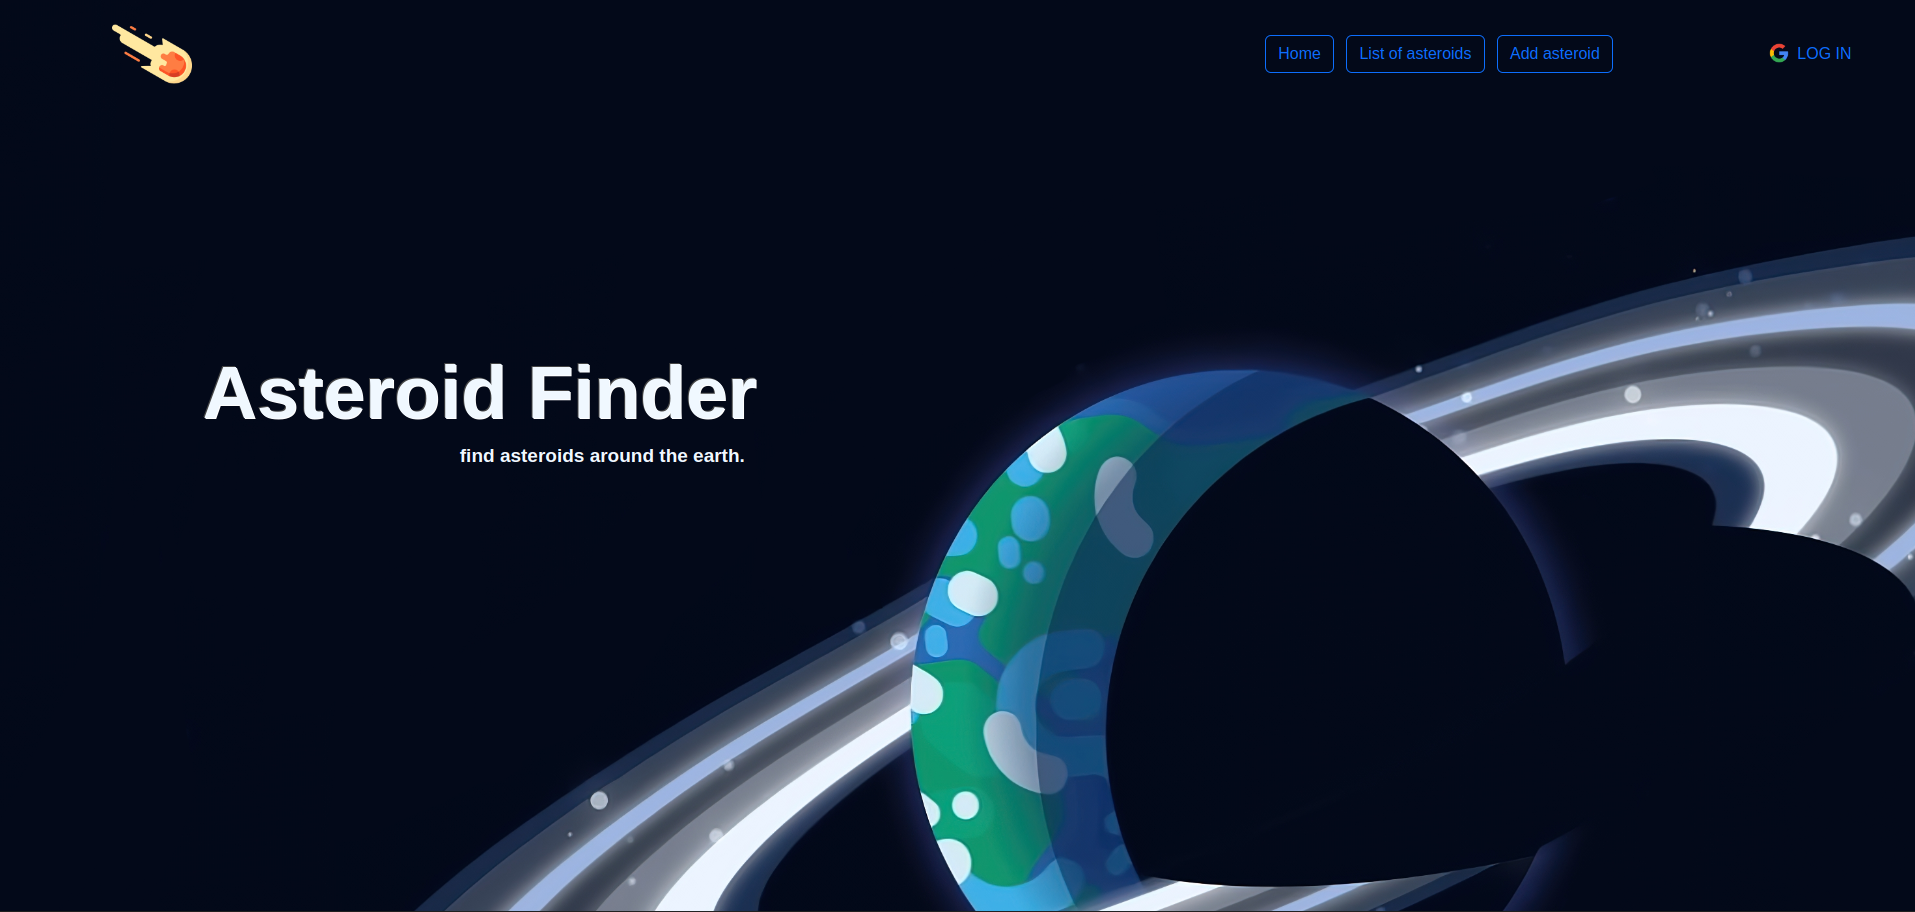 Home
List of asteroids
Add asteroid
LOG IN
Asteroid Finder
find asteroids around the earth.